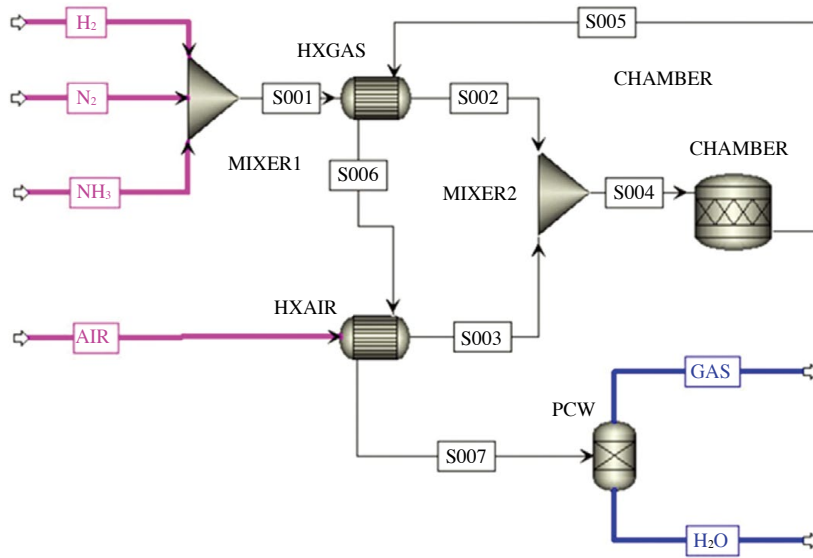 H₂
S005
HXGAS
CHAMBER
N₂
S001
S002
CHAMBER
MIXER1
S006
NH₃
MIXER2
S004
HXAIR
AIR
S003
GAS
PCW
S007
H₂O